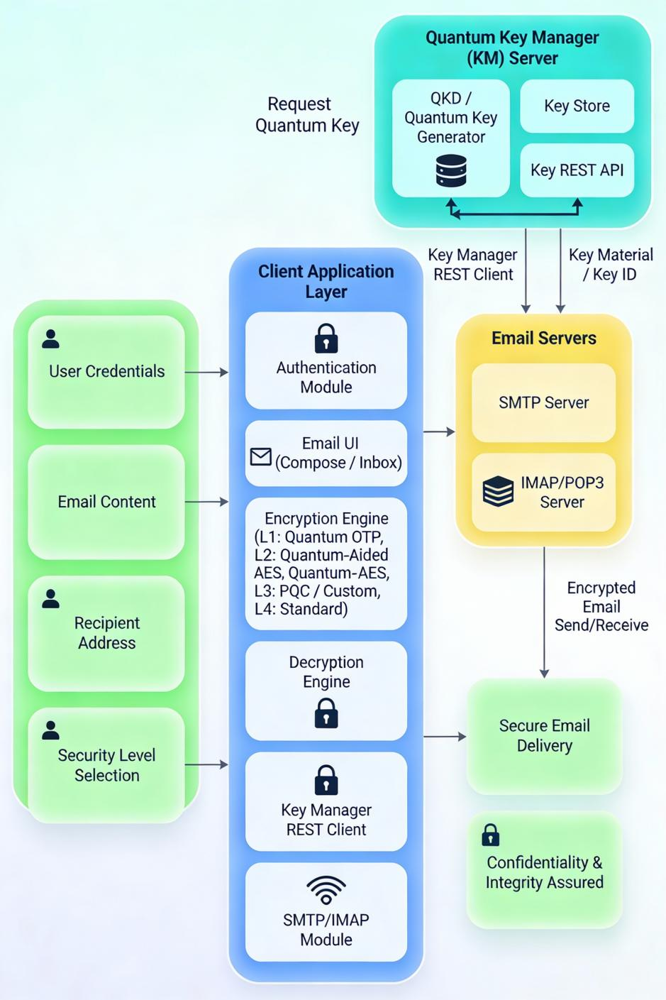 Quantum Key Manager
(KM) Server
QKD /
Quantum Key
Generator
Key Store
Key REST API
Request
Quantum Key
Key Manager
REST Client
Key Material
/ Key ID
Client Application
Layer
Authentication
Module
Email UI
(Compose / Inbox)
Encryption Engine
(L1: Quantum OTP,
L2: Quantum-Aided
AES, Quantum-AES,
L3: PQC / Custom,
L4: Standard)
Decryption
Engine
Key Manager
REST Client
SMTP/IMAP
Module
User Credentials
Email Content
Recipient
Address
Security Level
Selection
Email Servers
SMTP Server
IMAP/POP3
Server
Encrypted
Email
Send/Receive
Secure Email
Delivery
Confidentiality &
Integrity Assured